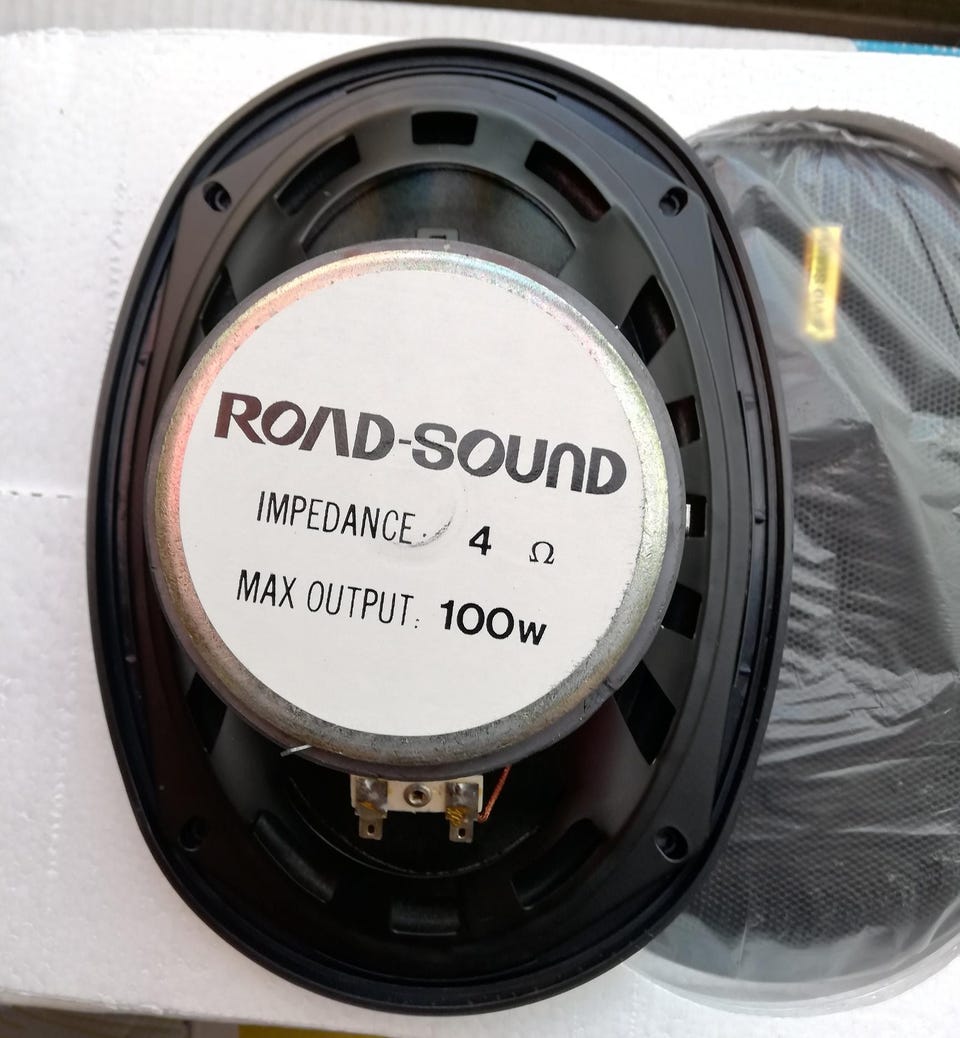 ROAD-SOUND
IMPEDANCE: 4 Ω
MAX OUTPUT: 100W